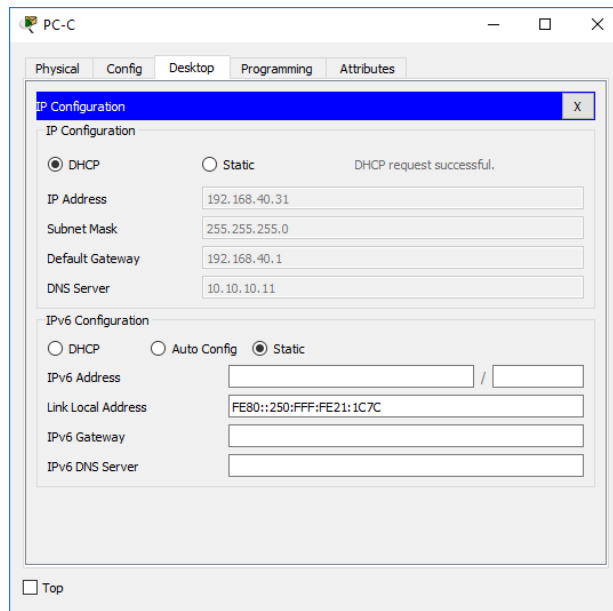 PC-C
Physical Config Desktop Programming Attributes
IP Configuration X
IP Configuration
DHCP Static DHCP request successful.
IP Address 192.168.40.31
Subnet Mask 255.255.255.0
Default Gateway 192.168.40.1
DNS Server 10.10.10.11
IPv6 Configuration
DHCP Auto Config Static
IPv6 Address /
Link Local Address FE80::250:FFF:FE21:1C7C
IPv6 Gateway
IPv6 DNS Server
Top